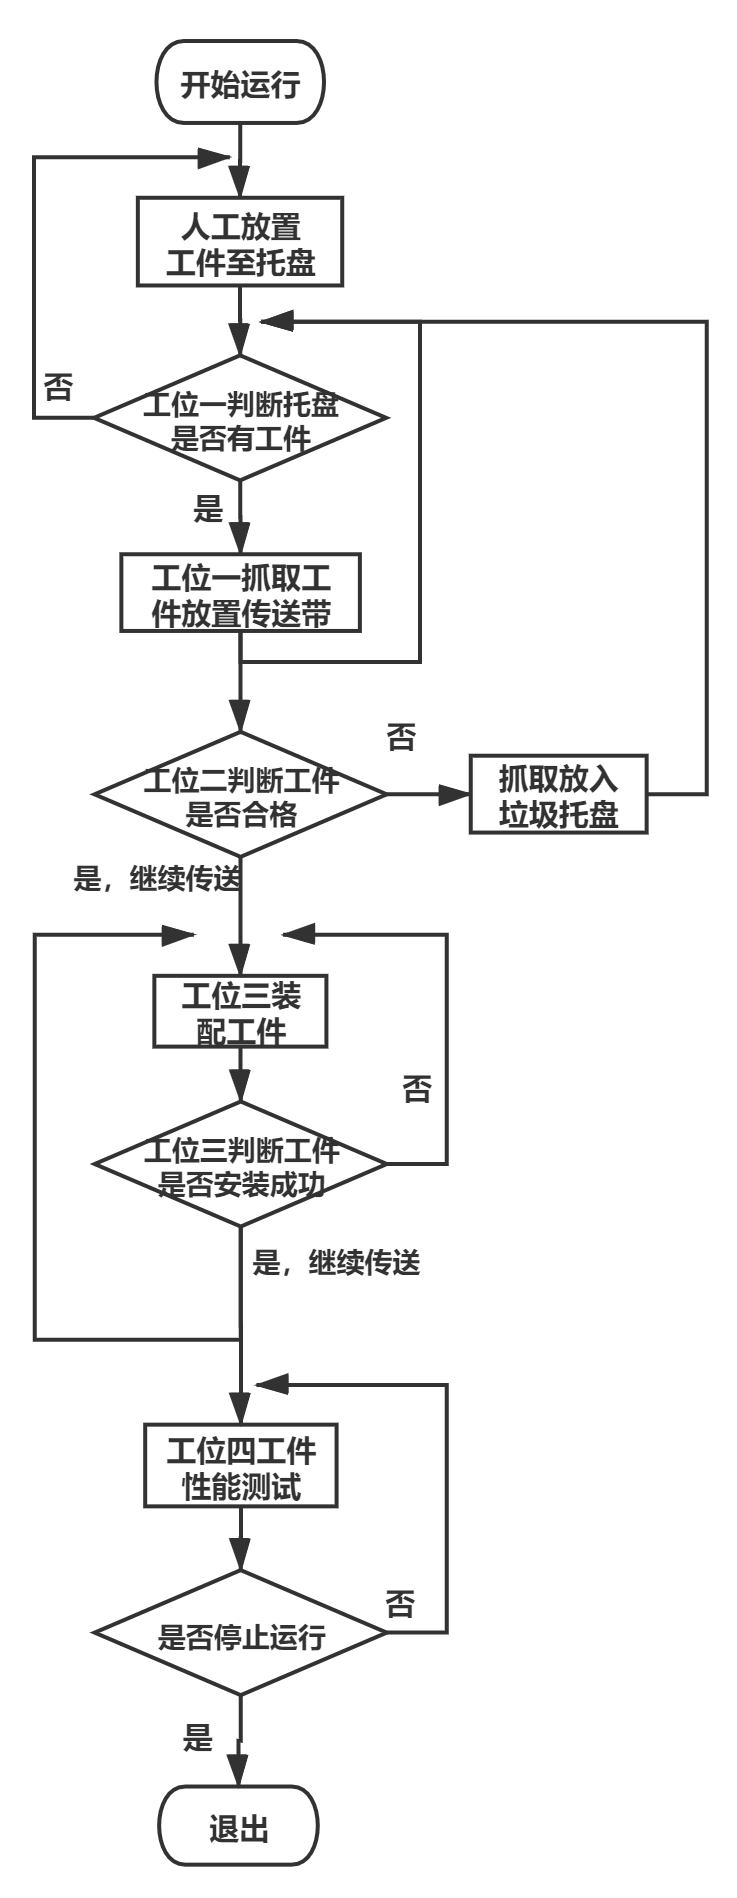 开始运行
人工放置
工件至托盘
否
工位一判断托盘
是否有工件
是
工位一抓取工
件放置传送带
否
工位二判断工件
是否合格
抓取放入
垃圾托盘
是，继续传送
工位三装
配工件
否
工位三判断工件
是否安装成功
是，继续传送
工位四工件
性能测试
否
是否停止运行
是
退出